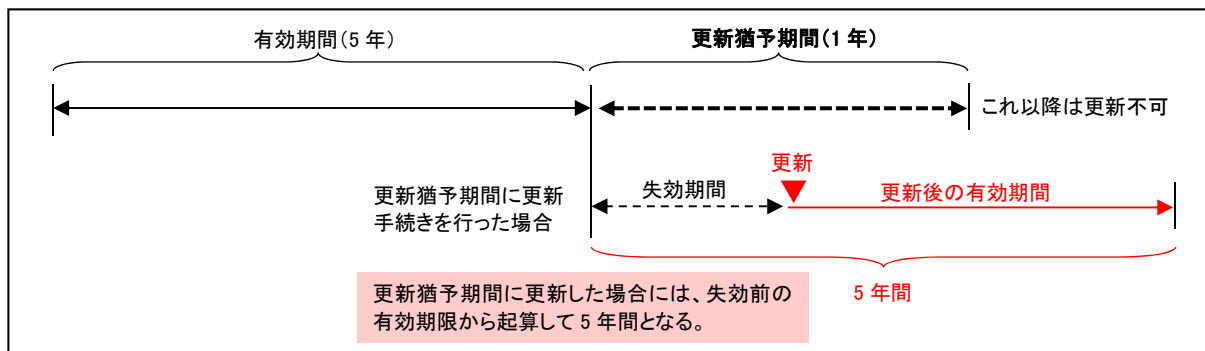 有効期間(5 年)
更新猶予期間(1 年)
これ以降は更新不可
更新
更新猶予期間に更新
手続きを行った場合
失効期間
更新後の有効期間
更新猶予期間に更新した場合には、失効前の
有効期限から起算して 5 年間となる。
5 年間